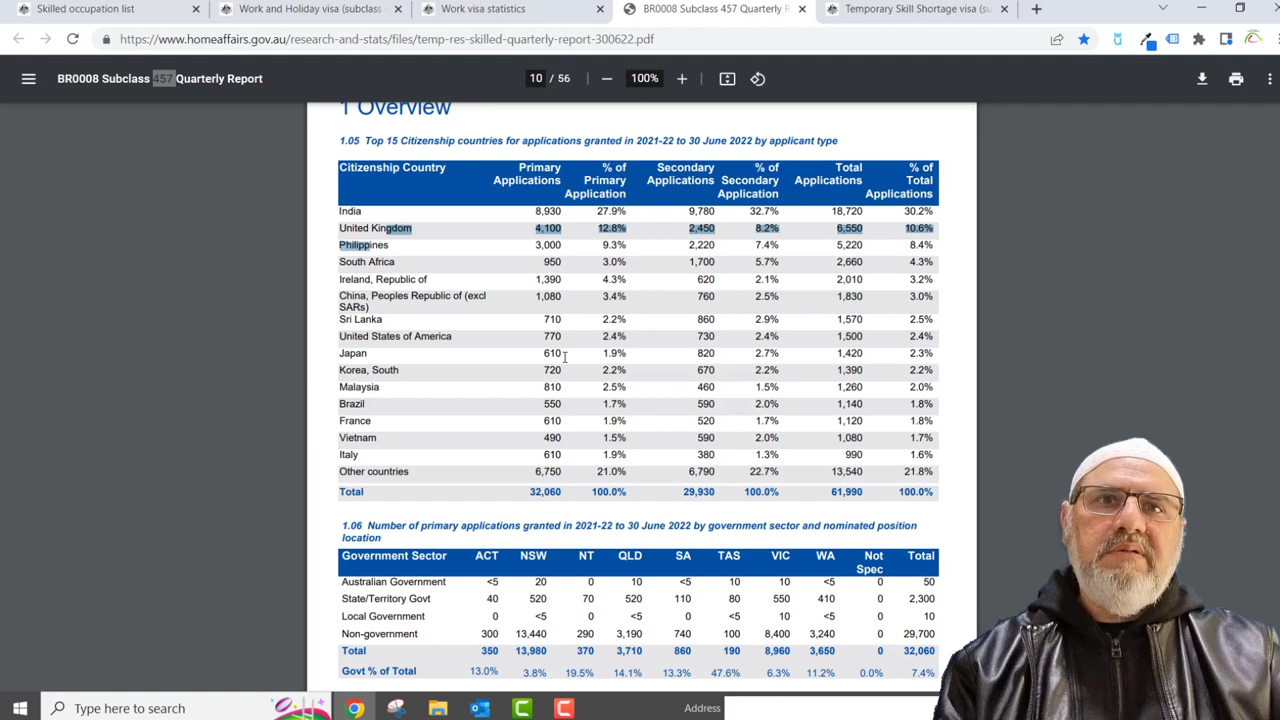 Skilled occupation list
Work and Holiday visa (subclass
Work visa statistics
BR0008 Subclass 457 Quarterly R
Temporary Skill Shortage visa (su
https://www.homeaffairs.gov.au/research-and-stats/files/temp-res-skilled-quarterly-report-300622.pdf
BR0008 Subclass 457 Quarterly Report
10 / 56
100%
1 Overview
1.05 Top 15 Citizenship countries for applications granted in 2021-22 to 30 June 2022 by applicant type
Citizenship Country Primary Applications % of Primary Application Secondary Applications % of Secondary Application Total Applications % of Total Applications
India 8,930 27.9% 9,780 32.7% 18,720 30.2%
United Kingdom 4,100 12.8% 2,450 8.2% 6,550 10.6%
Philippines 3,000 9.3% 2,220 7.4% 5,220 8.4%
South Africa 950 3.0% 1,700 5.7% 2,660 4.3%
Ireland, Republic of 1,390 4.3% 620 2.1% 2,010 3.2%
China, Peoples Republic of (excl SARs) 1,080 3.4% 760 2.5% 1,830 3.0%
Sri Lanka 710 2.2% 860 2.9% 1,570 2.5%
United States of America 770 2.4% 730 2.4% 1,500 2.4%
Japan 610 1.9% 820 2.7% 1,420 2.3%
Korea, South 720 2.2% 670 2.2% 1,390 2.2%
Malaysia 810 2.5% 460 1.5% 1,260 2.0%
Brazil 550 1.7% 590 2.0% 1,140 1.8%
France 610 1.9% 520 1.7% 1,120 1.8%
Vietnam 490 1.5% 590 2.0% 1,080 1.7%
Italy 610 1.9% 380 1.3% 990 1.6%
Other countries 6,750 21.0% 6,790 22.7% 13,540 21.8%
Total 32,060 100.0% 29,930 100.0% 61,990 100.0%
1.06 Number of primary applications granted in 2021-22 to 30 June 2022 by government sector and nominated position
location
Government Sector ACT NSW NT QLD SA TAS VIC WA Not Spec Total
Australian Government <5 20 0 10 <5 10 10 <5 0 50
State/Territory Govt 40 520 70 520 110 80 550 410 0 2,300
Local Government 0 <5 0 <5 0 <5 10 <5 0 10
Non-government 300 13,440 290 3,190 740 100 8,400 3,240 0 29,700
Total 350 13,980 370 3,710 860 190 8,960 3,650 0 32,060
Govt % of Total 13.0% 3.8% 19.5% 14.1% 13.3% 47.6% 6.3% 11.2% 0.0% 7.4%
Type here to search
Address